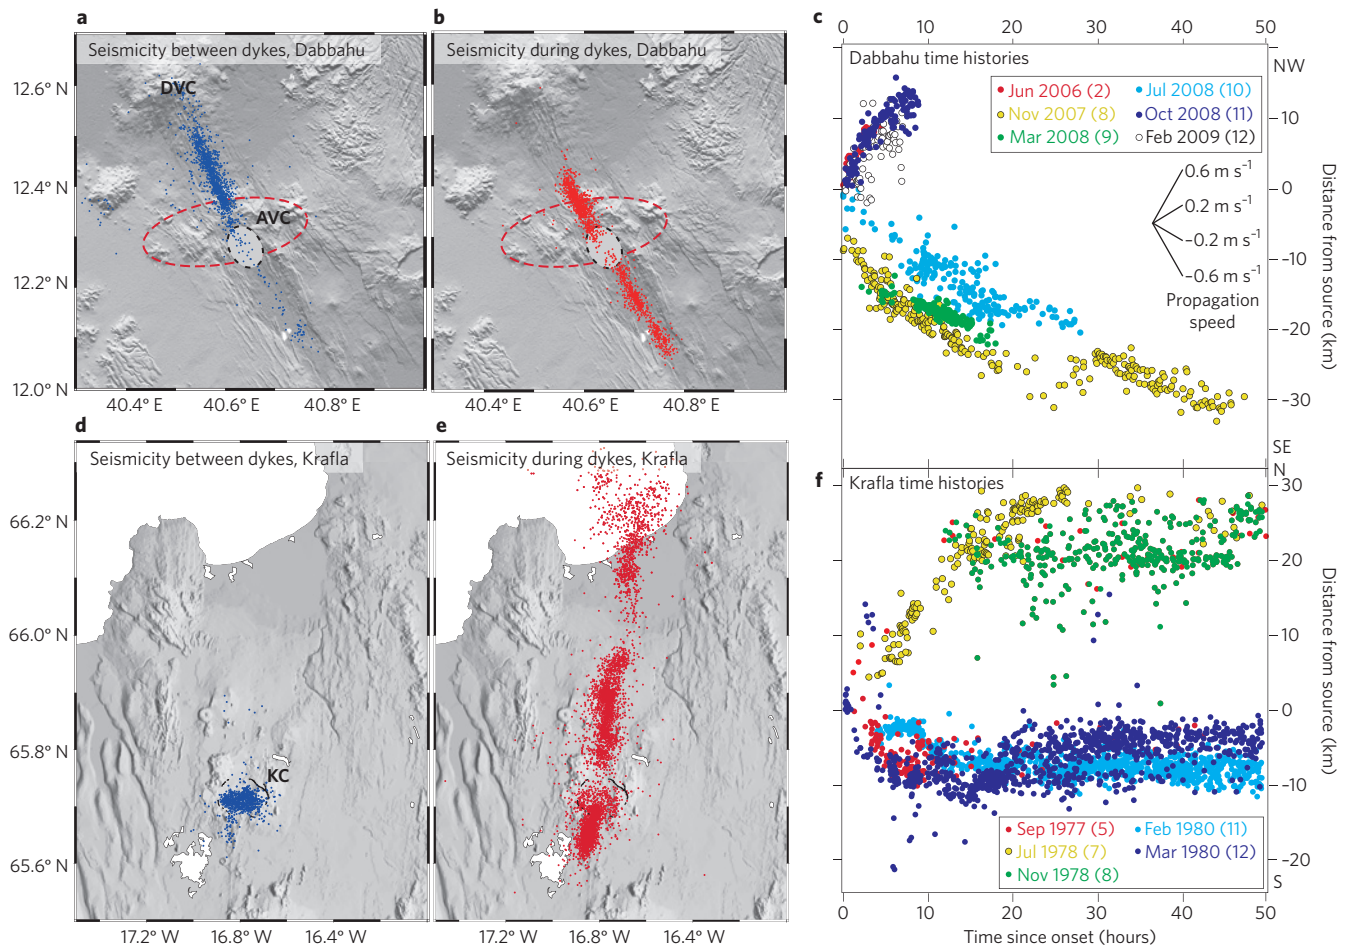 a
Seismicity between dykes, Dabbahu
DVC
AVC
12.6° N
12.4° N
12.2° N
12.0° N
40.4° E
40.6° E
40.8° E
b
Seismicity during dykes, Dabbahu
40.4° E
40.6° E
40.8° E
c
0
10
20
30
40
50
Dabbahu time histories
NW
Jun 2006 (2)
Jul 2008 (10)
Nov 2007 (8)
Oct 2008 (11)
Mar 2008 (9)
Feb 2009 (12)
0.6 m s⁻¹
0.2 m s⁻¹
−0.2 m s⁻¹
−0.6 m s⁻¹
Propagation
speed
10
0
−10
−20
−30
Distance from source (km)
SE
d
Seismicity between dykes, Krafla
KC
66.2° N
66.0° N
65.8° N
65.6° N
17.2° W
16.8° W
16.4° W
e
Seismicity during dykes, Krafla
17.2° W
16.8° W
16.4° W
f
Krafla time histories
N
30
20
10
0
−10
−20
Distance from source (km)
S
Sep 1977 (5)
Feb 1980 (11)
Jul 1978 (7)
Mar 1980 (12)
Nov 1978 (8)
0
10
20
30
40
50
Time since onset (hours)